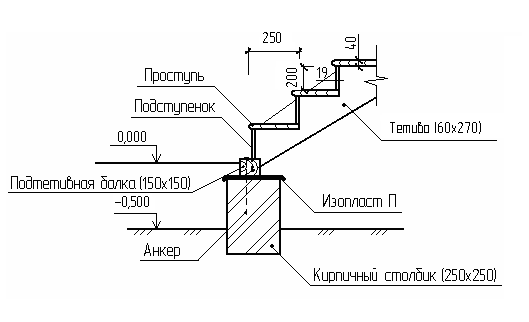 250
40
200
19
Проступь
Подступенок
Тетива (60х270)
0,000
Подтетивная балка (150х150)
-0,500
Изопласт П
Анкер
Кирпичный столбик (250х250)